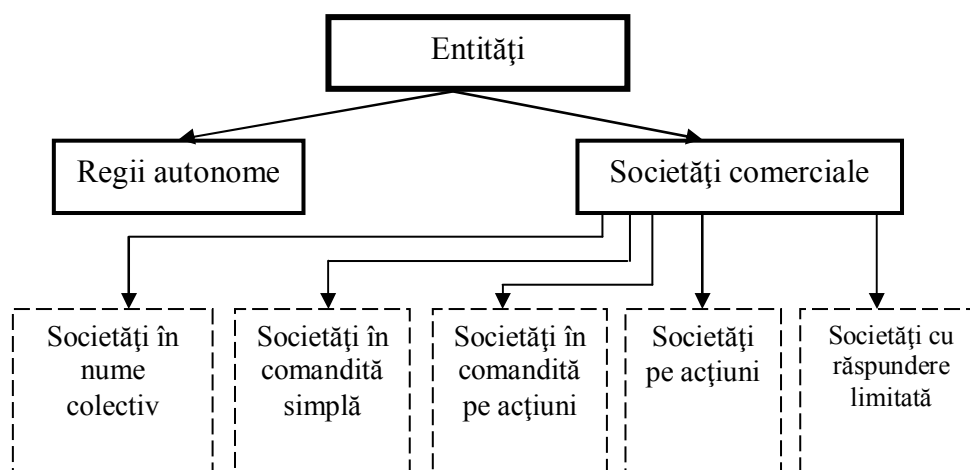 Entităţi
Regii autonome
Societăţi comerciale
Societăţi în
nume
colectiv
Societăţi în
comandită
simplă
Societăţi în
comandită
pe acţiuni
Societăţi
pe acţiuni
Societăţi cu
răspundere
limitată